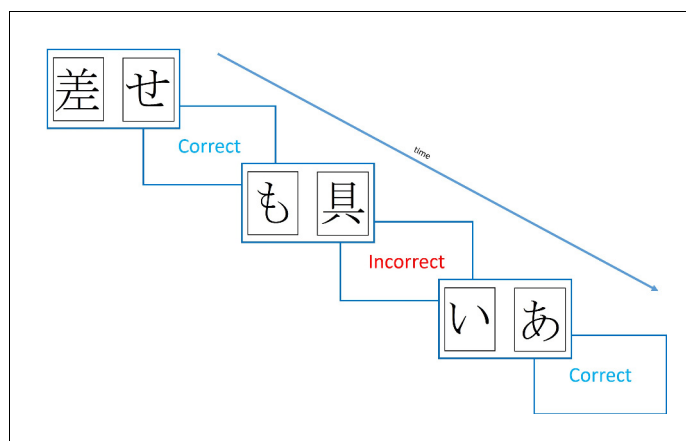 差 せ
Correct
time
も 具
Incorrect
い あ
Correct